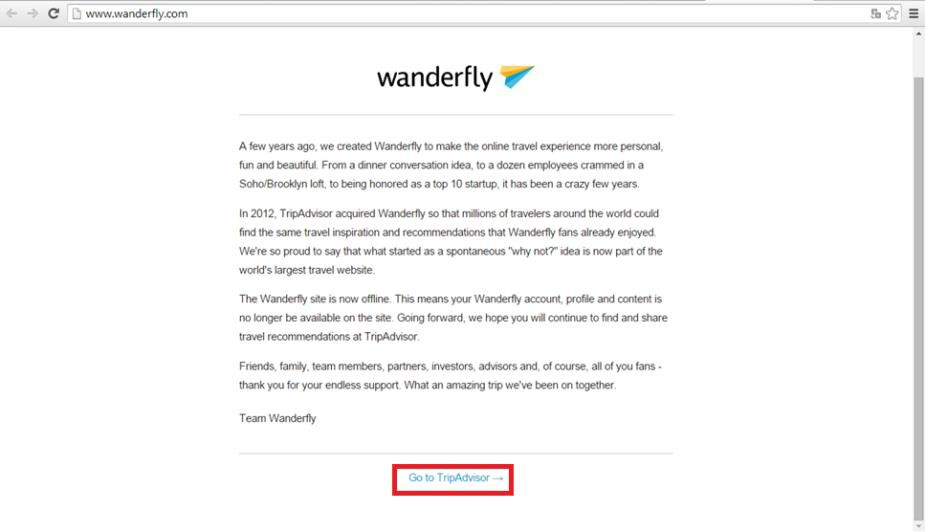 www.wanderfly.com
wanderfly
A few years ago, we created Wanderfly to make the online travel experience more personal,
fun and beautiful. From a dinner conversation idea, to a dozen employees crammed in a
Soho/Brooklyn loft, to being honored as a top 10 startup, it has been a crazy few years.
In 2012, TripAdvisor acquired Wanderfly so that millions of travelers around the world could
find the same travel inspiration and recommendations that Wanderfly fans already enjoyed.
We're so proud to say that what started as a spontaneous "why not?" idea is now part of the
world's largest travel website.
The Wanderfly site is now offline. This means your Wanderfly account, profile and content is
no longer be available on the site. Going forward, we hope you will continue to find and share
travel recommendations at TripAdvisor.
Friends, family, team members, partners, investors, advisors and, of course, all of you fans -
thank you for your endless support. What an amazing trip we've been on together.
Team Wanderfly
Go to TripAdvisor →